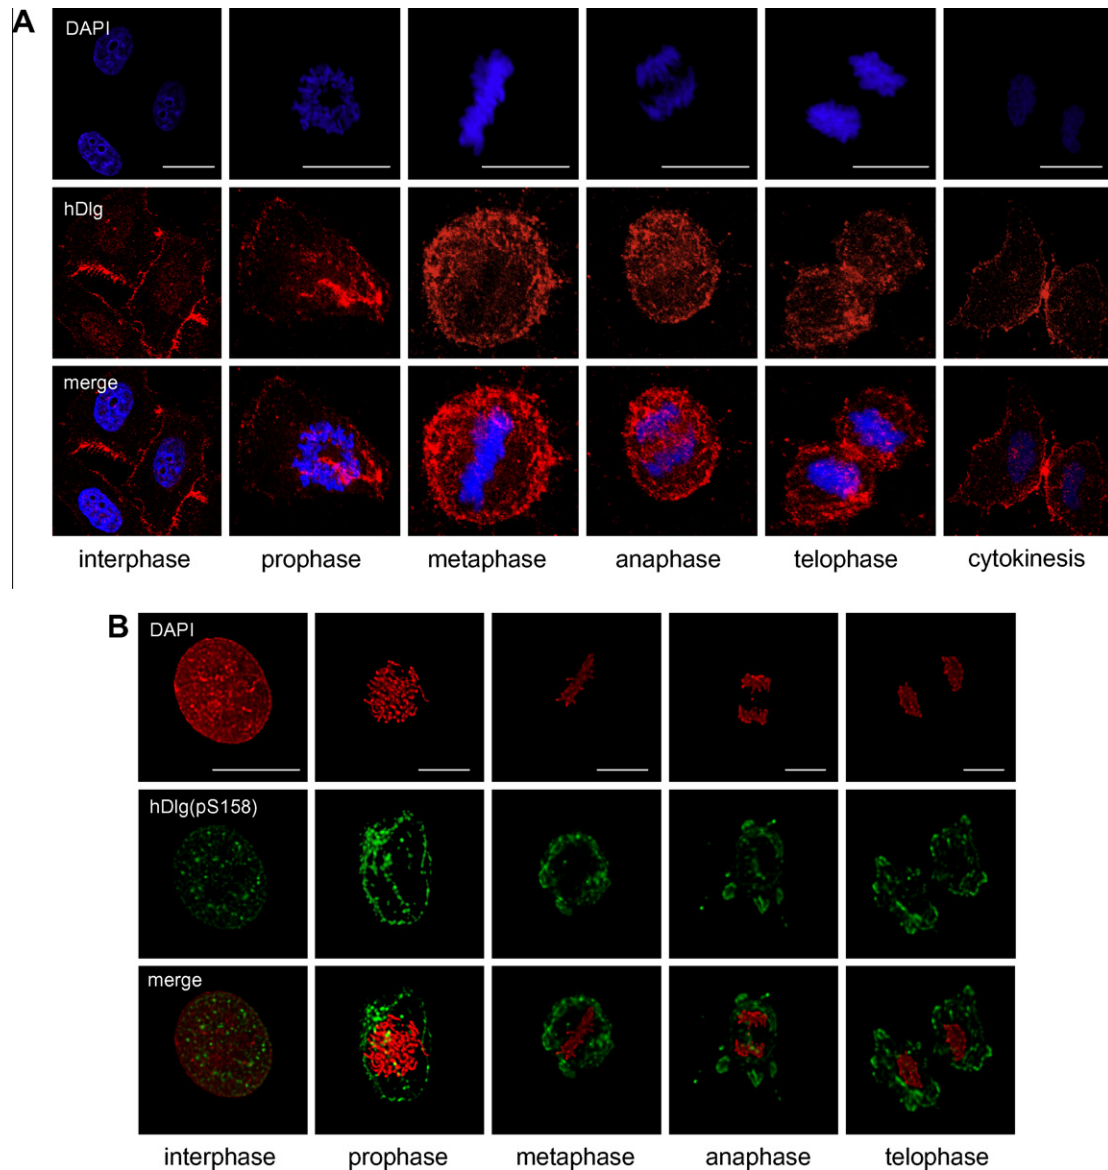 A
DAPI
hDlg
merge
interphase prophase metaphase anaphase telophase cytokinesis
B
DAPI
hDlg(pS158)
merge
interphase prophase metaphase anaphase telophase